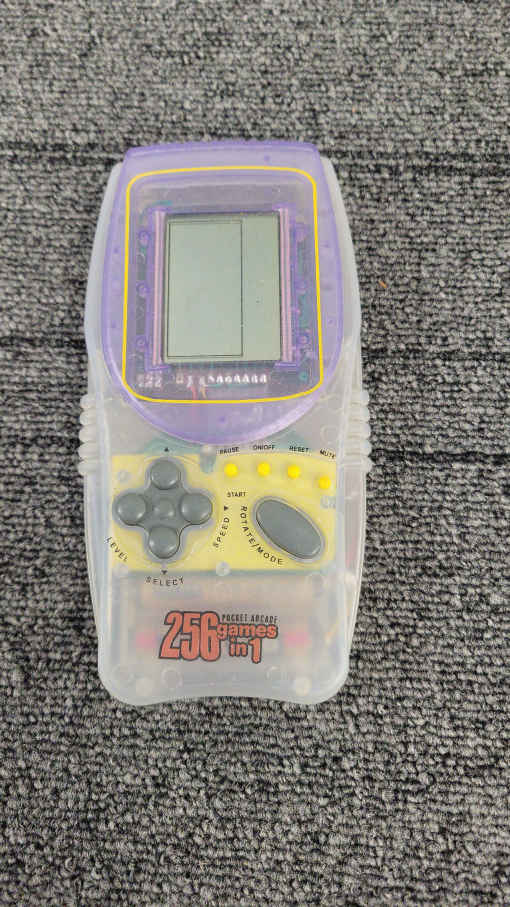 PAUSE
ON/OFF
RESET
MUTE
START
SPEED
ROTATE/MODE
LEVEL
SELECT
POCKET ARCADE
256 games
in 1